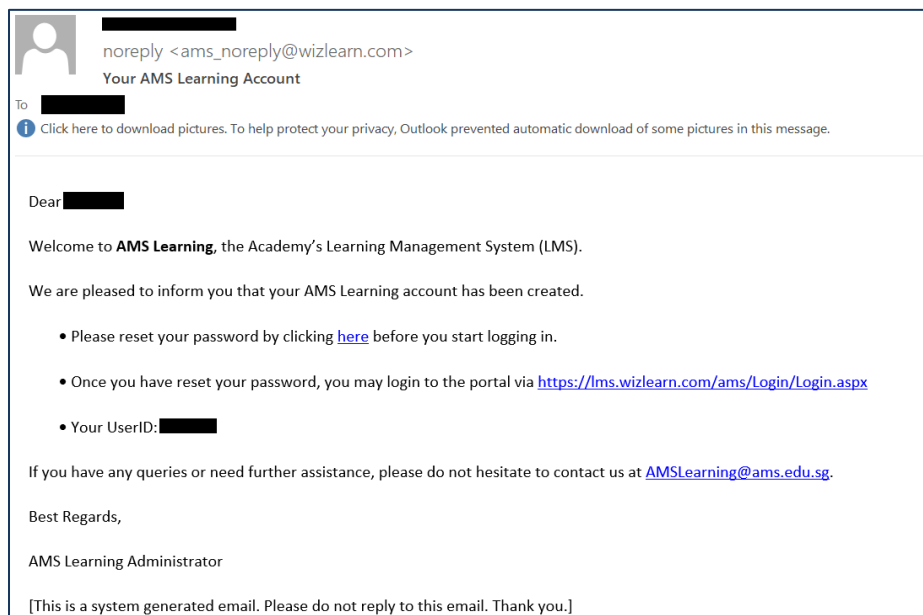 noreply <ams_noreply@wizlearn.com>
Your AMS Learning Account
To
Click here to download pictures. To help protect your privacy, Outlook prevented automatic download of some pictures in this message.
Dear
Welcome to AMS Learning, the Academy's Learning Management System (LMS).
We are pleased to inform you that your AMS Learning account has been created.
• Please reset your password by clicking here before you start logging in.
• Once you have reset your password, you may login to the portal via https://lms.wizlearn.com/ams/Login/Login.aspx
• Your UserID:
If you have any queries or need further assistance, please do not hesitate to contact us at AMSLearning@ams.edu.sg.
Best Regards,
AMS Learning Administrator
[This is a system generated email. Please do not reply to this email. Thank you.]